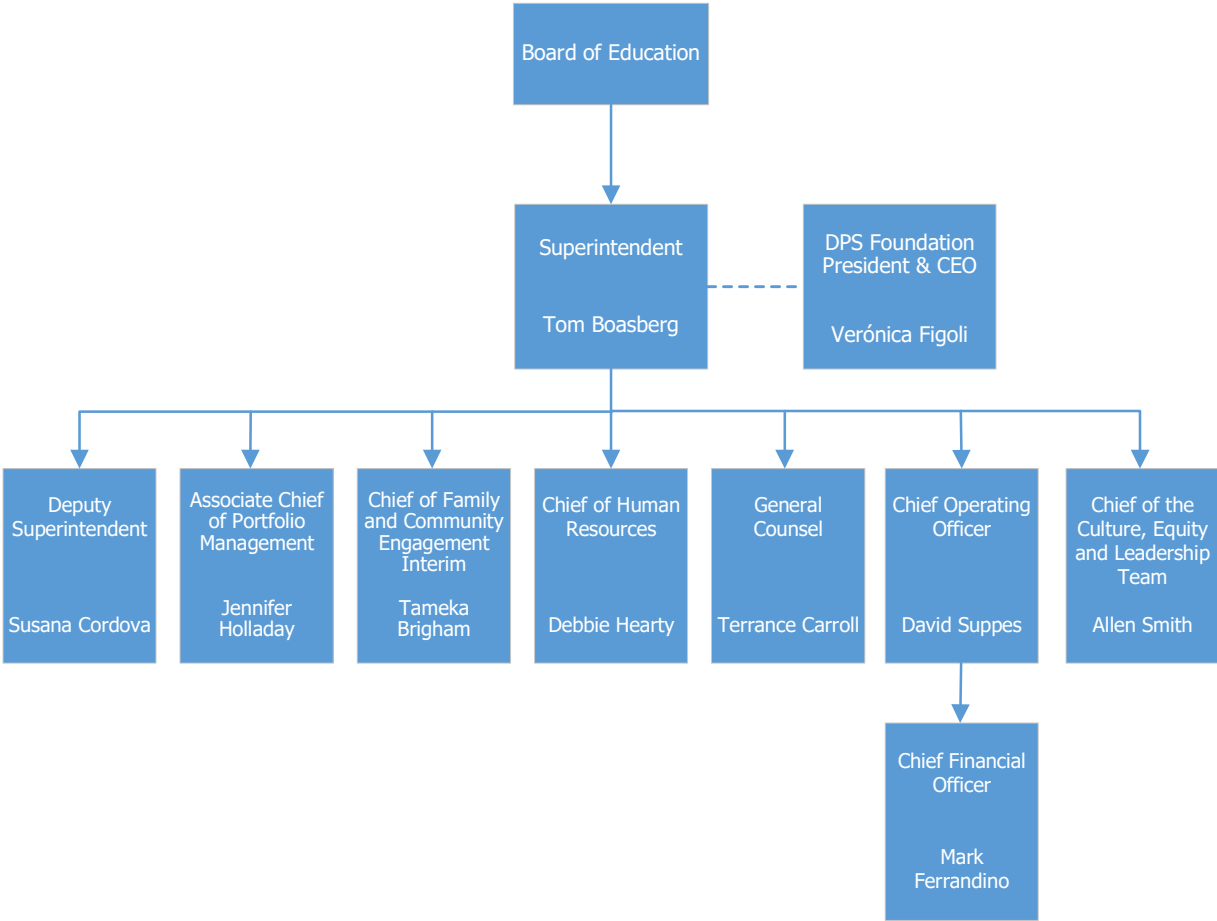 Board of Education
Superintendent
Tom Boasberg
DPS Foundation
President & CEO
Verónica Figoli
Deputy
Superintendent
Susana Cordova
Associate Chief
of Portfolio
Management
Jennifer
Holladay
Chief of Family
and Community
Engagement
Interim
Tameka
Brigham
Chief of Human
Resources
Debbie Hearty
General
Counsel
Terrance Carroll
Chief Operating
Officer
David Suppes
Chief of the
Culture, Equity
and Leadership
Team
Allen Smith
Chief Financial
Officer
Mark
Ferrandino